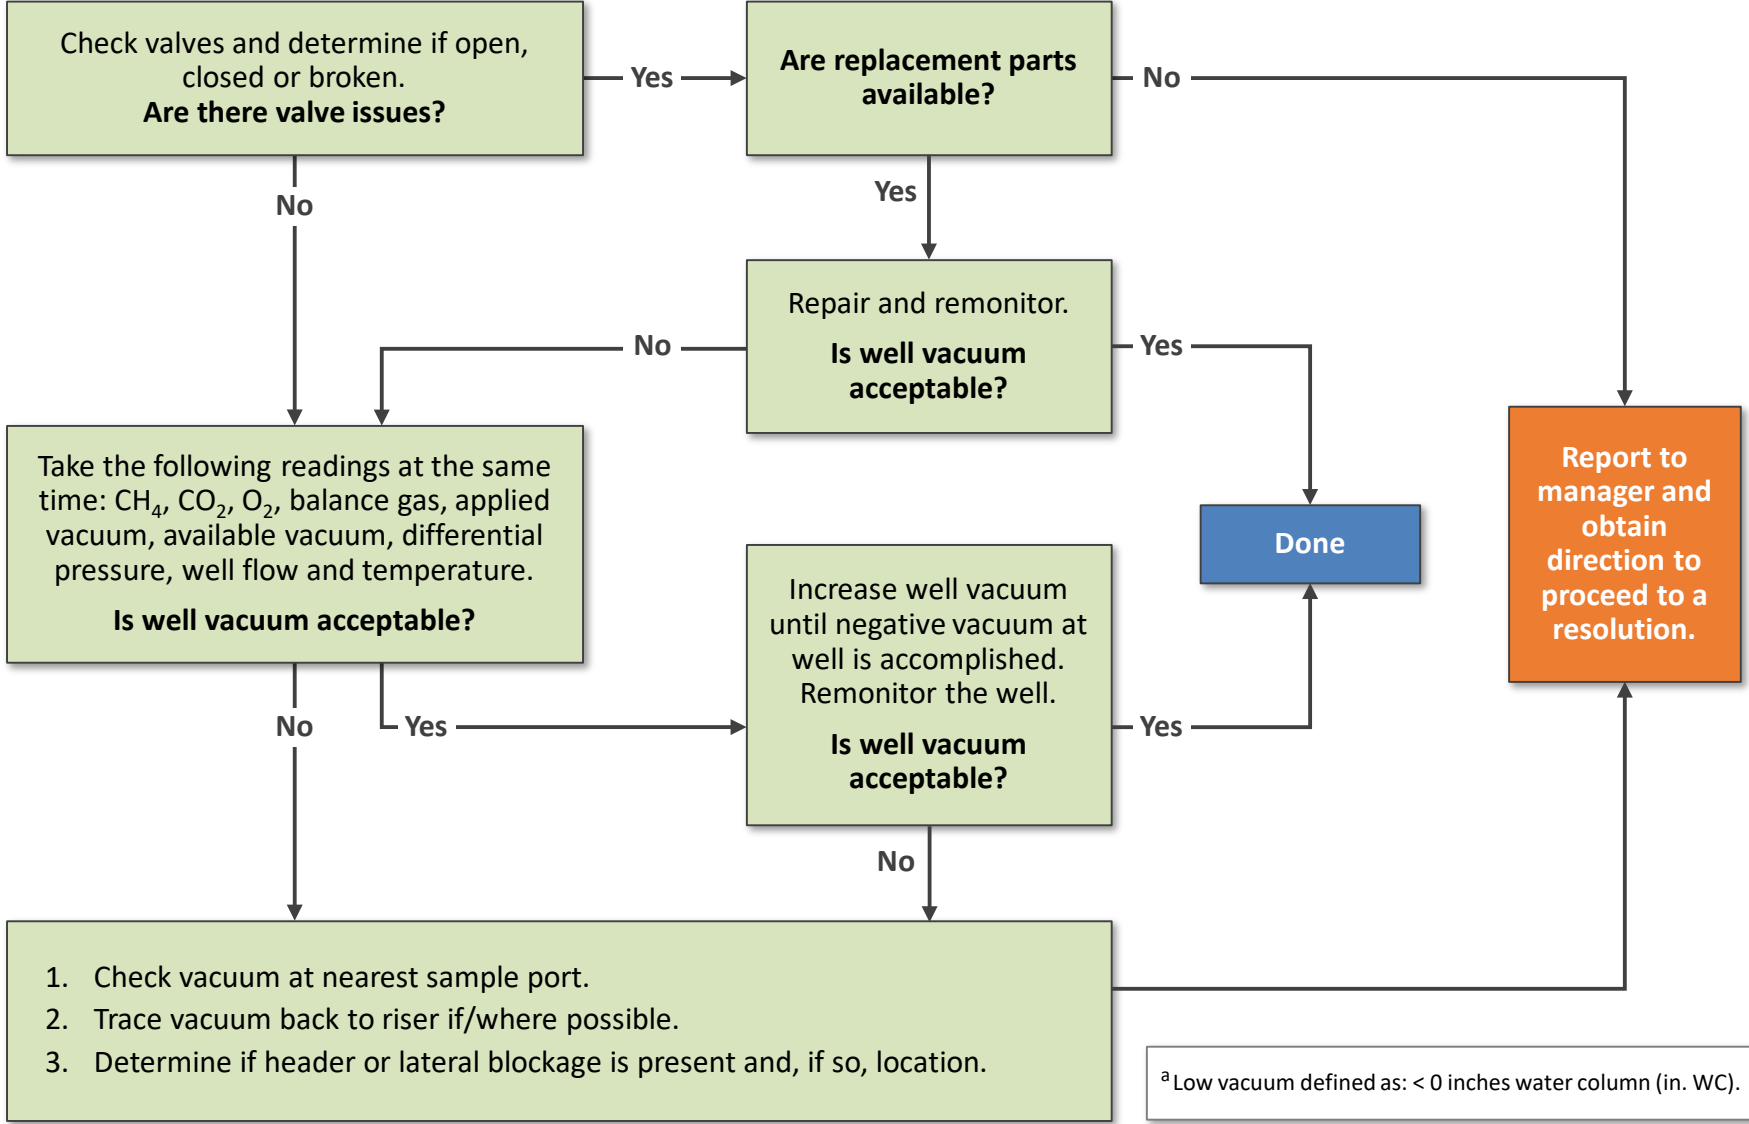 Check valves and determine if open,
closed or broken.
Are there valve issues?
Yes
Are replacement parts
available?
No
No
Yes
Repair and remonitor.
Is well vacuum
acceptable?
No
Yes
Take the following readings at the same
time: CH₄, CO₂, O₂, balance gas, applied
vacuum, available vacuum, differential
pressure, well flow and temperature.
Is well vacuum acceptable?
Done
Report to
manager and
obtain
direction to
proceed to a
resolution.
Increase well vacuum
until negative vacuum at
well is accomplished.
Remonitor the well.
Is well vacuum
acceptable?
No
Yes
Yes
No
1. Check vacuum at nearest sample port.
2. Trace vacuum back to riser if/where possible.
3. Determine if header or lateral blockage is present and, if so, location.
ᵃ Low vacuum defined as: < 0 inches water column (in. WC).